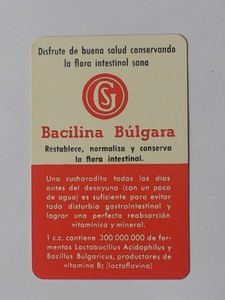 Disfrute de buena salud conservando
la flora intestinal sana
GS
Bacilina Búlgara
Restablece, normaliza y conserva
la flora intestinal.
Una cucharadita todos los días
antes del desayuno (con un poco
de agua) es suficiente para evitar
todo disturbio gastrointestinal y
lograr una perfecta reabsorción
vitamínica y mineral.
1 c.c. contiene 300.000.000 de fer-
mentos Lactobacillus Acidophilus y
Bacillus Bulgaricus, productores de
vitamina B₂ (lactoflavina)